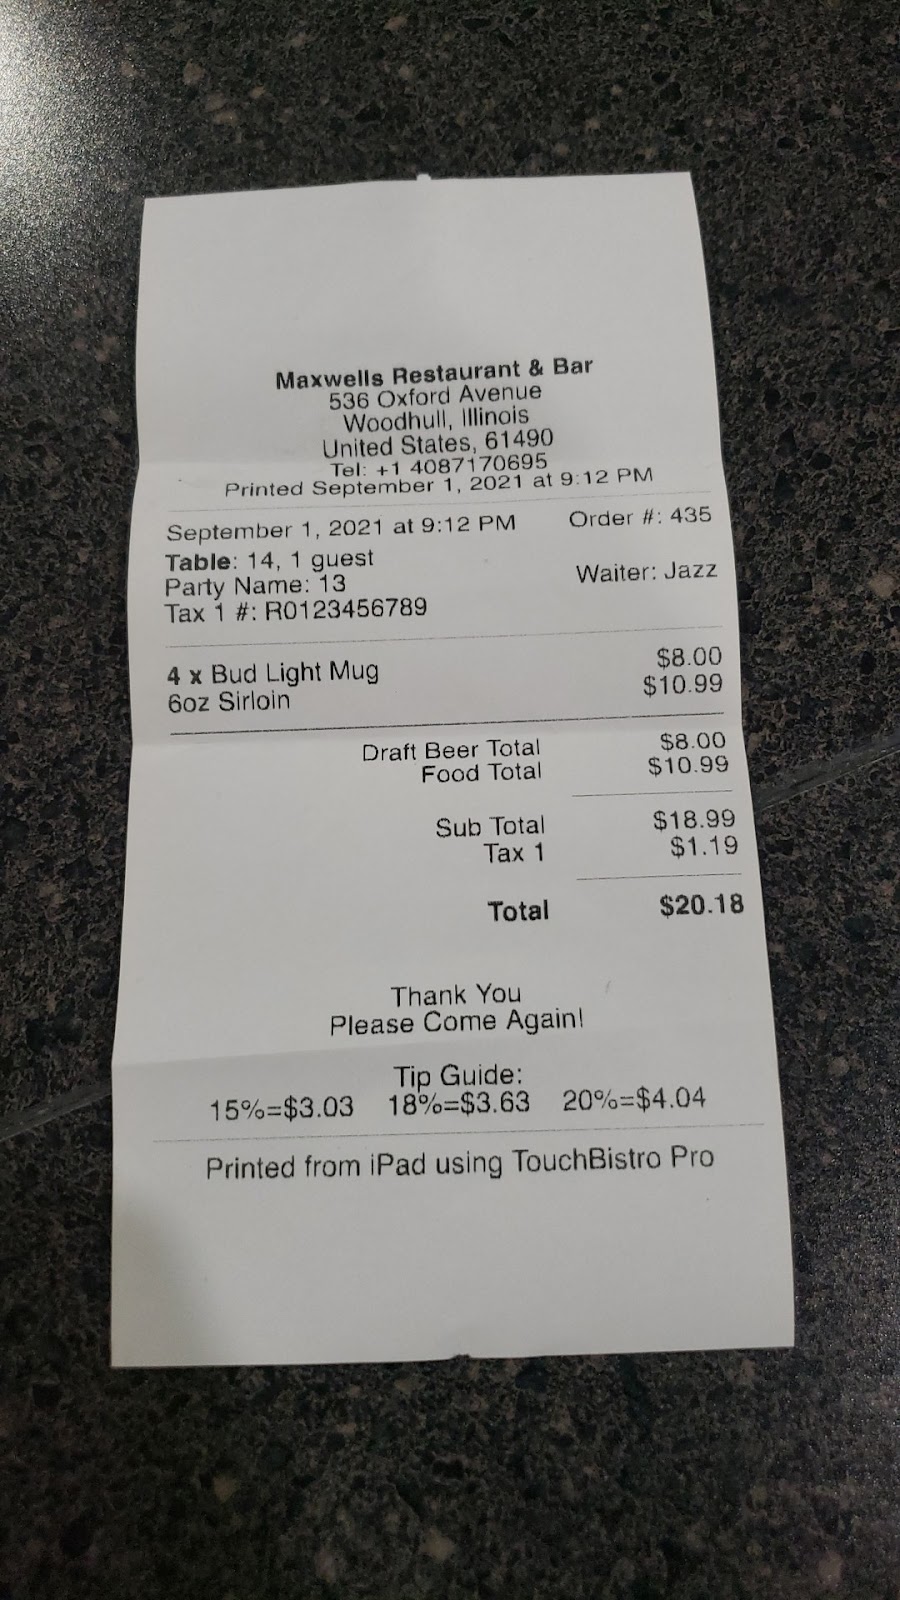 Maxwells Restaurant & Bar
536 Oxford Avenue
Woodhull, Illinois
United States, 61490
Tel: +1 4087170695
Printed September 1, 2021 at 9:12 PM
September 1, 2021 at 9:12 PM Order #: 435
Table: 14, 1 guest
Party Name: 13 Waiter: Jazz
Tax 1 #: R0123456789
4 x Bud Light Mug $8.00
6oz Sirloin $10.99
Draft Beer Total $8.00
Food Total $10.99
Sub Total $18.99
Tax 1 $1.19
Total $20.18
Thank You
Please Come Again!
Tip Guide:
15%=$3.03 18%=$3.63 20%=$4.04
Printed from iPad using TouchBistro Pro